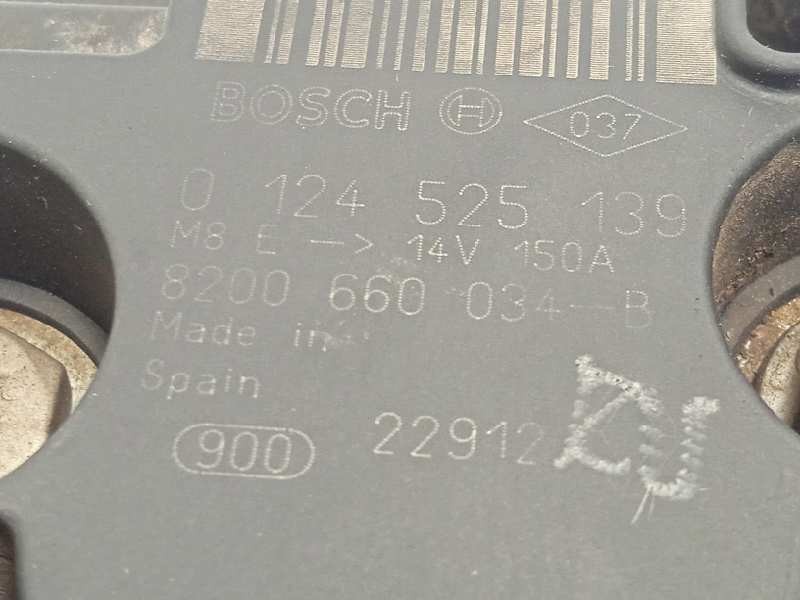 BOSCH H 037
0 124 525 139
M8 E -> 14V 150A
8200 660 034-B
Made in
Spain
900 22912